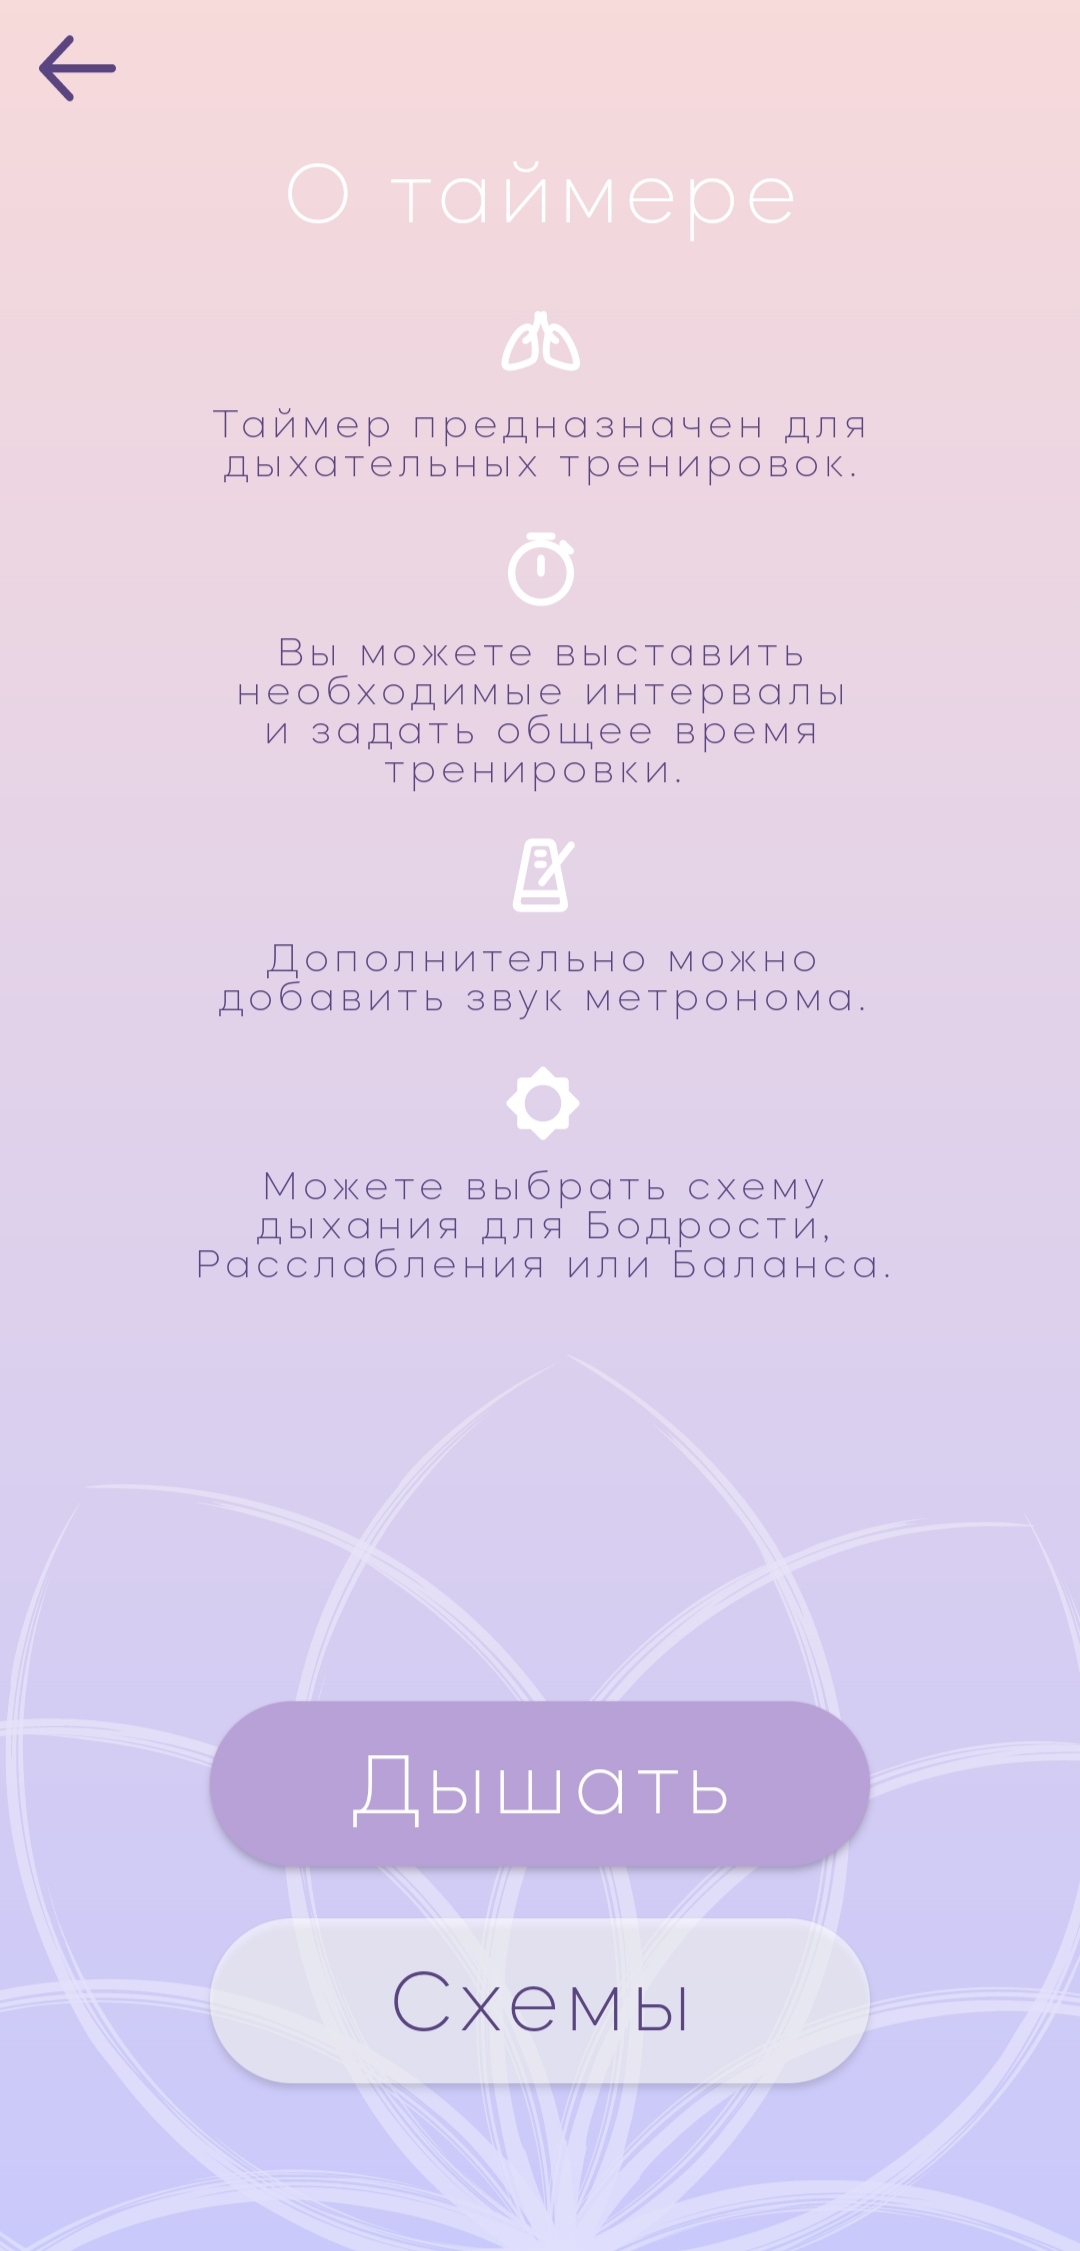 О таймере
Таймер предназначен для
дыхательных тренировок.
Вы можете выставить
необходимые интервалы
и задать общее время
тренировки.
Дополнительно можно
добавить звук метронома.
Можете выбрать схему
дыхания для Бодрости,
Расслабления или Баланса.
Дышать
Схемы